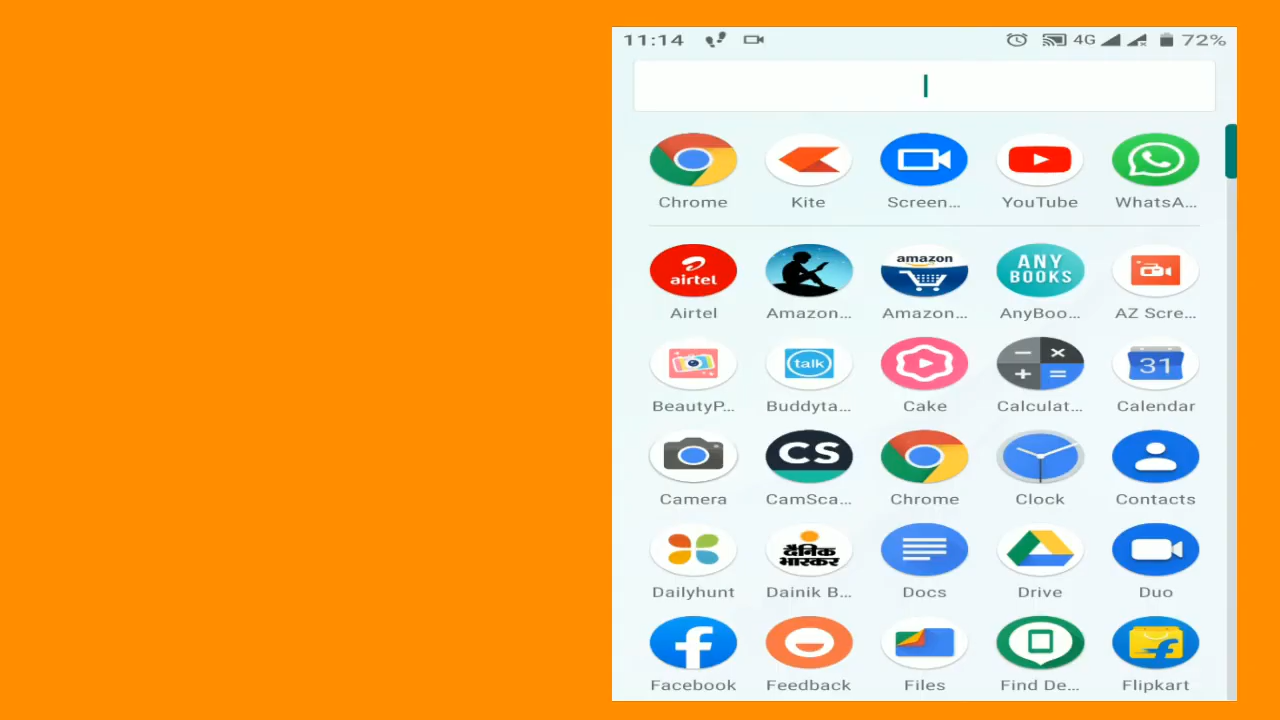 11:14 4G 72%
Chrome Kite Screen... YouTube WhatsA...
airtel amazon ANY BOOKS
Airtel Amazon... Amazon... AnyBoo... AZ Scre...
talk 31
BeautyP... Buddyta... Cake Calculat... Calendar
CS
Camera CamSca... Chrome Clock Contacts
दैनिक
भास्कर
Dailyhunt Dainik B... Docs Drive Duo
Facebook Feedback Files Find De... Flipkart